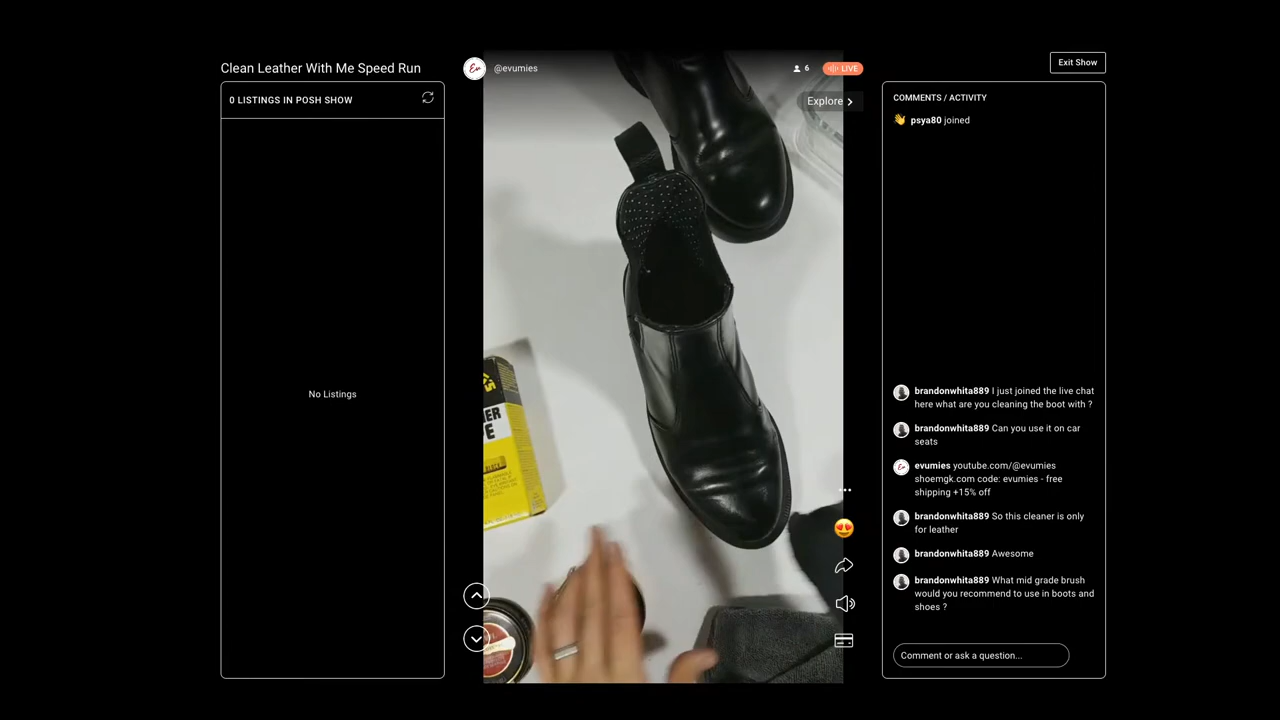 Clean Leather With Me Speed Run
0 LISTINGS IN POSH SHOW
No Listings
Ev
@evumies
6
LIVE
Explore
Exit Show
COMMENTS / ACTIVITY
psya80 joined
brandonwhita889 I just joined the live chat
here what are you cleaning the boot with ?
brandonwhita889 Can you use it on car
seats
evumies youtube.com/@evumies
shoemgk.com code: evumies - free
shipping +15% off
brandonwhita889 So this cleaner is only
for leather
brandonwhita889 Awesome
brandonwhita889 What mid grade brush
would you recommend to use in boots and
shoes ?
Comment or ask a question...